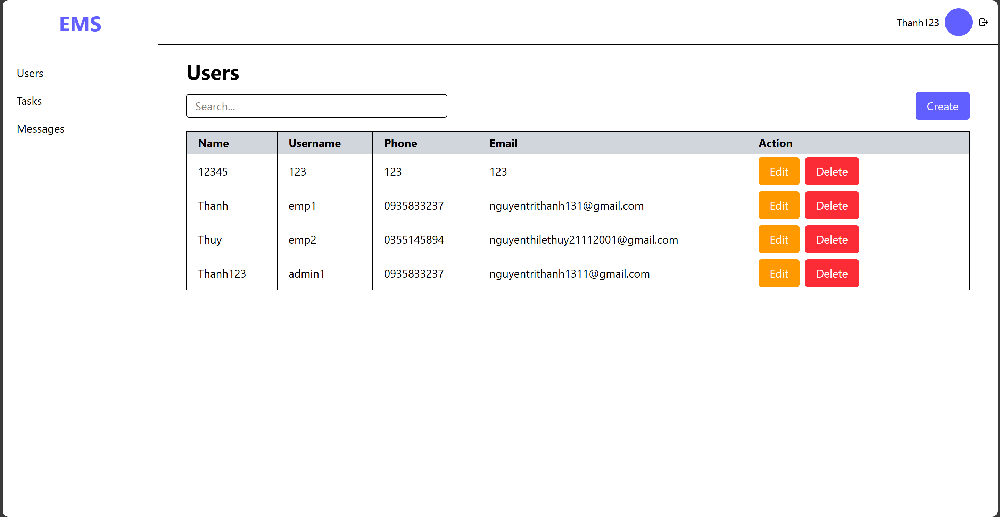 EMS
Thanh123
Users
Tasks
Messages
Users
Search...
Create
Name Username Phone Email Action
12345 123 123 123 Edit Delete
Thanh emp1 0935833237 nguyentrithanh131@gmail.com Edit Delete
Thuy emp2 0355145894 nguyenthilethuy21112001@gmail.com Edit Delete
Thanh123 admin1 0935833237 nguyentrithanh1311@gmail.com Edit Delete